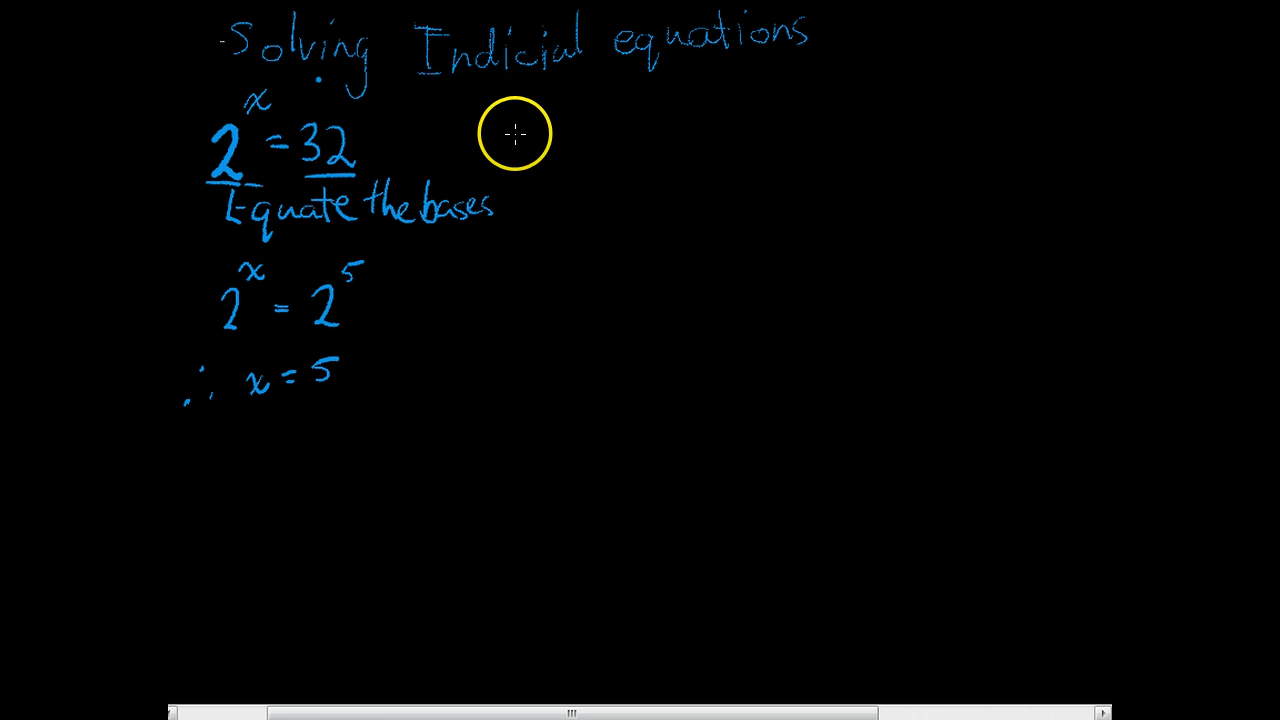 Solving Indicial equations
2^x = 32
Equate the bases
2^x = 2^5
∴ x = 5